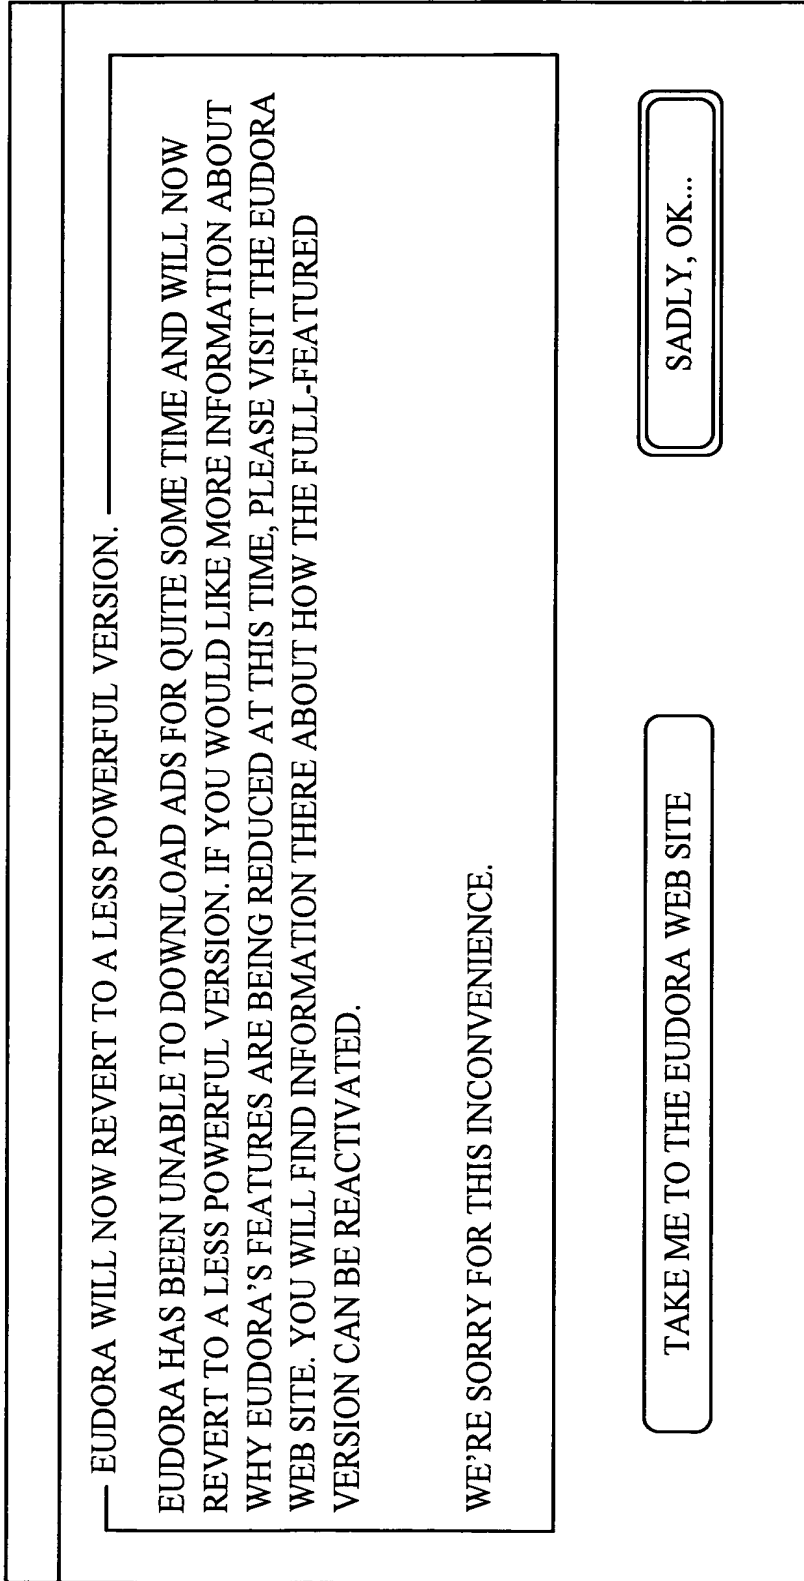 EUDORA WILL NOW REVERT TO A LESS POWERFUL VERSION.
EUDORA HAS BEEN UNABLE TO DOWNLOAD ADS FOR QUITE SOME TIME AND WILL NOW
REVERT TO A LESS POWERFUL VERSION. IF YOU WOULD LIKE MORE INFORMATION ABOUT
WHY EUDORA'S FEATURES ARE BEING REDUCED AT THIS TIME, PLEASE VISIT THE EUDORA
WEB SITE. YOU WILL FIND INFORMATION THERE ABOUT HOW THE FULL-FEATURED
VERSION CAN BE REACTIVATED.
WE'RE SORRY FOR THIS INCONVENIENCE.
TAKE ME TO THE EUDORA WEB SITE
SADLY, OK...